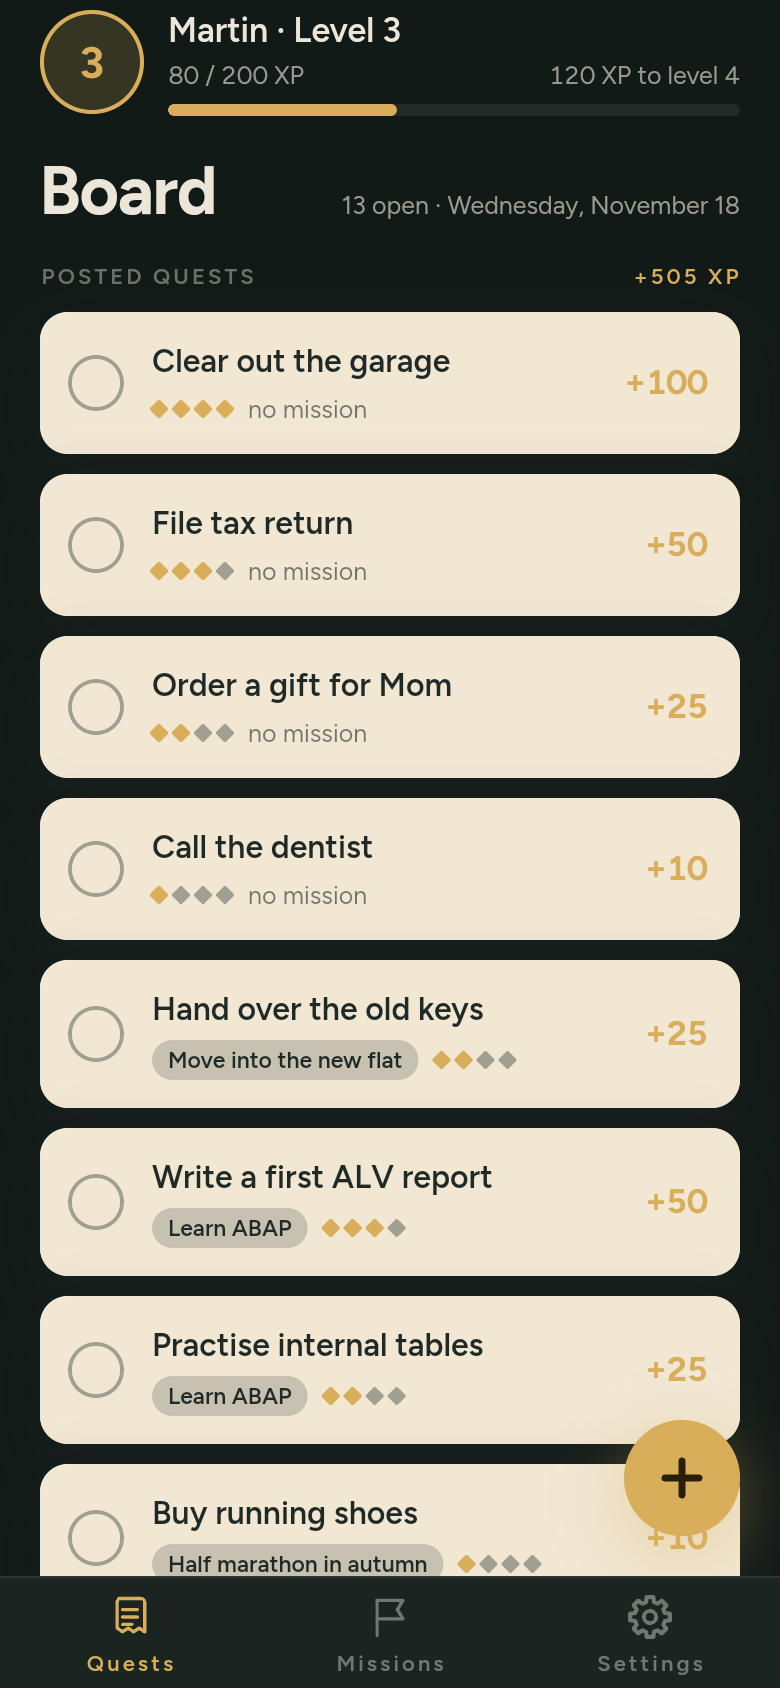 3
Martin · Level 3
80 / 200 XP
120 XP to level 4
Board
13 open · Wednesday, November 18
POSTED QUESTS
+505 XP
Clear out the garage
no mission
+100
File tax return
no mission
+50
Order a gift for Mom
no mission
+25
Call the dentist
no mission
+10
Hand over the old keys
Move into the new flat
+25
Write a first ALV report
Learn ABAP
+50
Practise internal tables
Learn ABAP
+25
Buy running shoes
Half marathon in autumn
+10
Quests
Missions
Settings